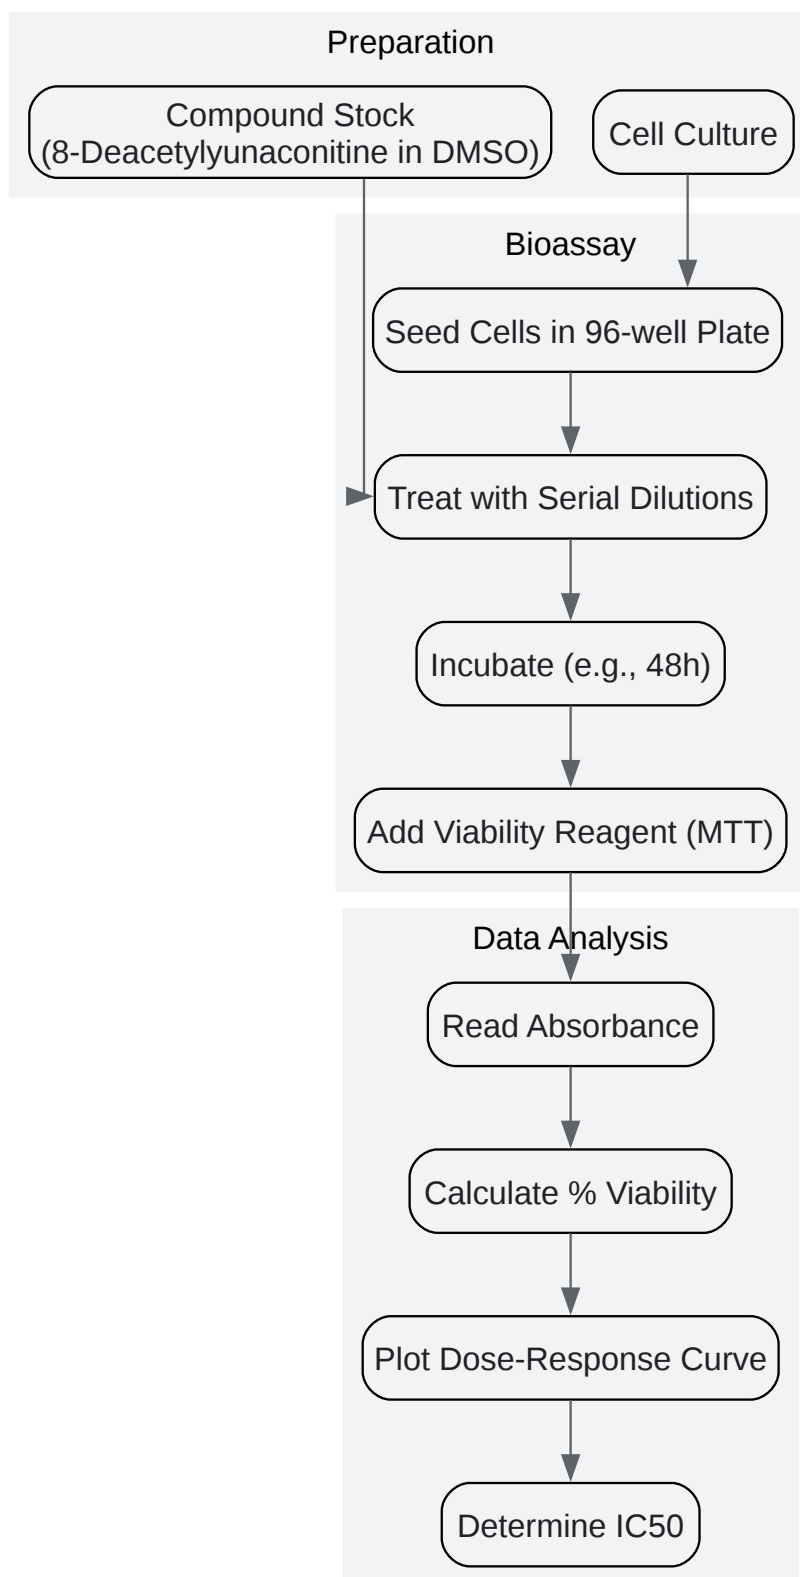 Preparation
Compound Stock
(8-Deacetylyunaconitine in DMSO)
Cell Culture
Bioassay
Seed Cells in 96-well Plate
Treat with Serial Dilutions
Incubate (e.g., 48h)
Add Viability Reagent (MTT)
Data Analysis
Read Absorbance
Calculate % Viability
Plot Dose-Response Curve
Determine IC50